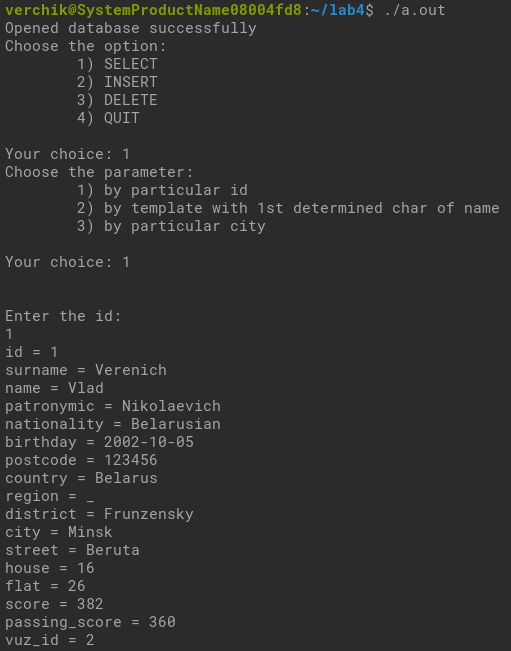 verchik@SystemProductName08004fd8:~/lab4$ ./a.out
Opened database successfully
Choose the option:
        1) SELECT
        2) INSERT
        3) DELETE
        4) QUIT

Your choice: 1
Choose the parameter:
        1) by particular id
        2) by template with 1st determined char of name
        3) by particular city

Your choice: 1


Enter the id:
1
id = 1
surname = Verenich
name = Vlad
patronymic = Nikolaevich
nationality = Belarusian
birthday = 2002-10-05
postcode = 123456
country = Belarus
region = _
district = Frunzensky
city = Minsk
street = Beruta
house = 16
flat = 26
score = 382
passing_score = 360
vuz_id = 2